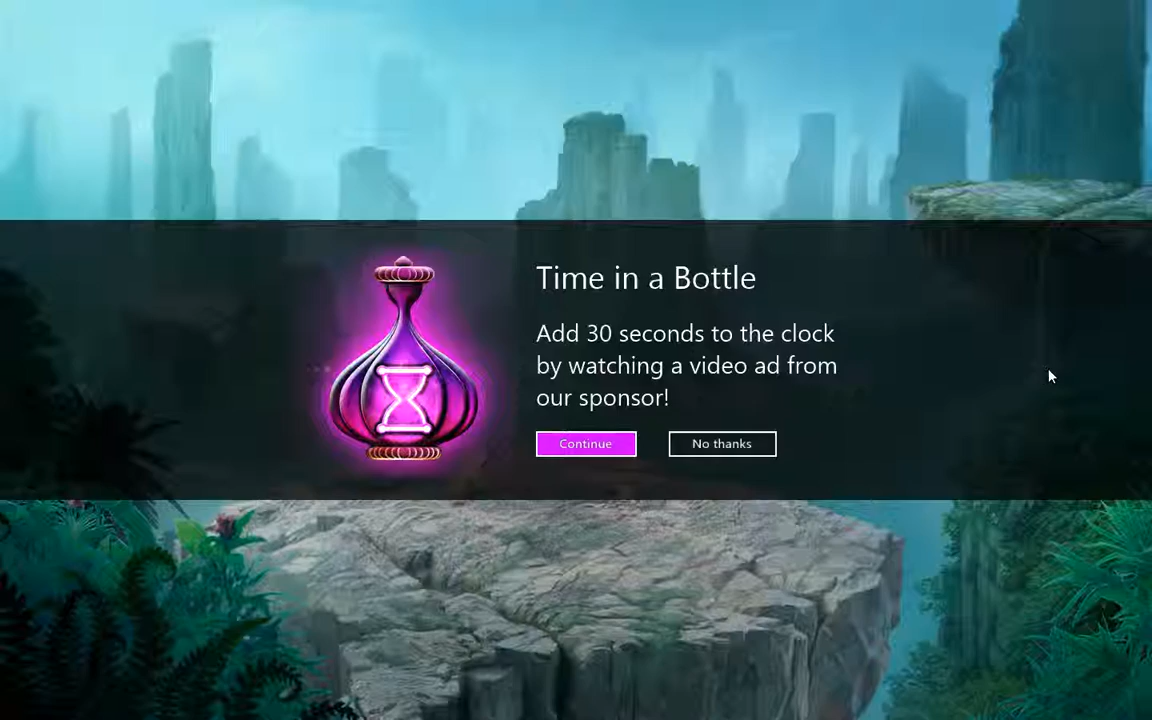 Time in a Bottle
Add 30 seconds to the clock
by watching a video ad from
our sponsor!
Continue
No thanks